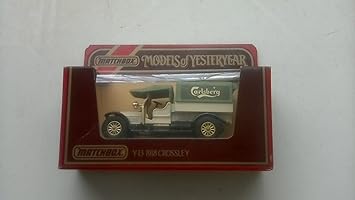 MATCHBOX MODELS OF YESTERYEAR
Carlsberg
MATCHBOX Y-13 1918 CROSSLEY